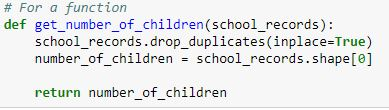 # For a function
def get_number_of_children(school_records):
    school_records.drop_duplicates(inplace=True)
    number_of_children = school_records.shape[0]

    return number_of_children